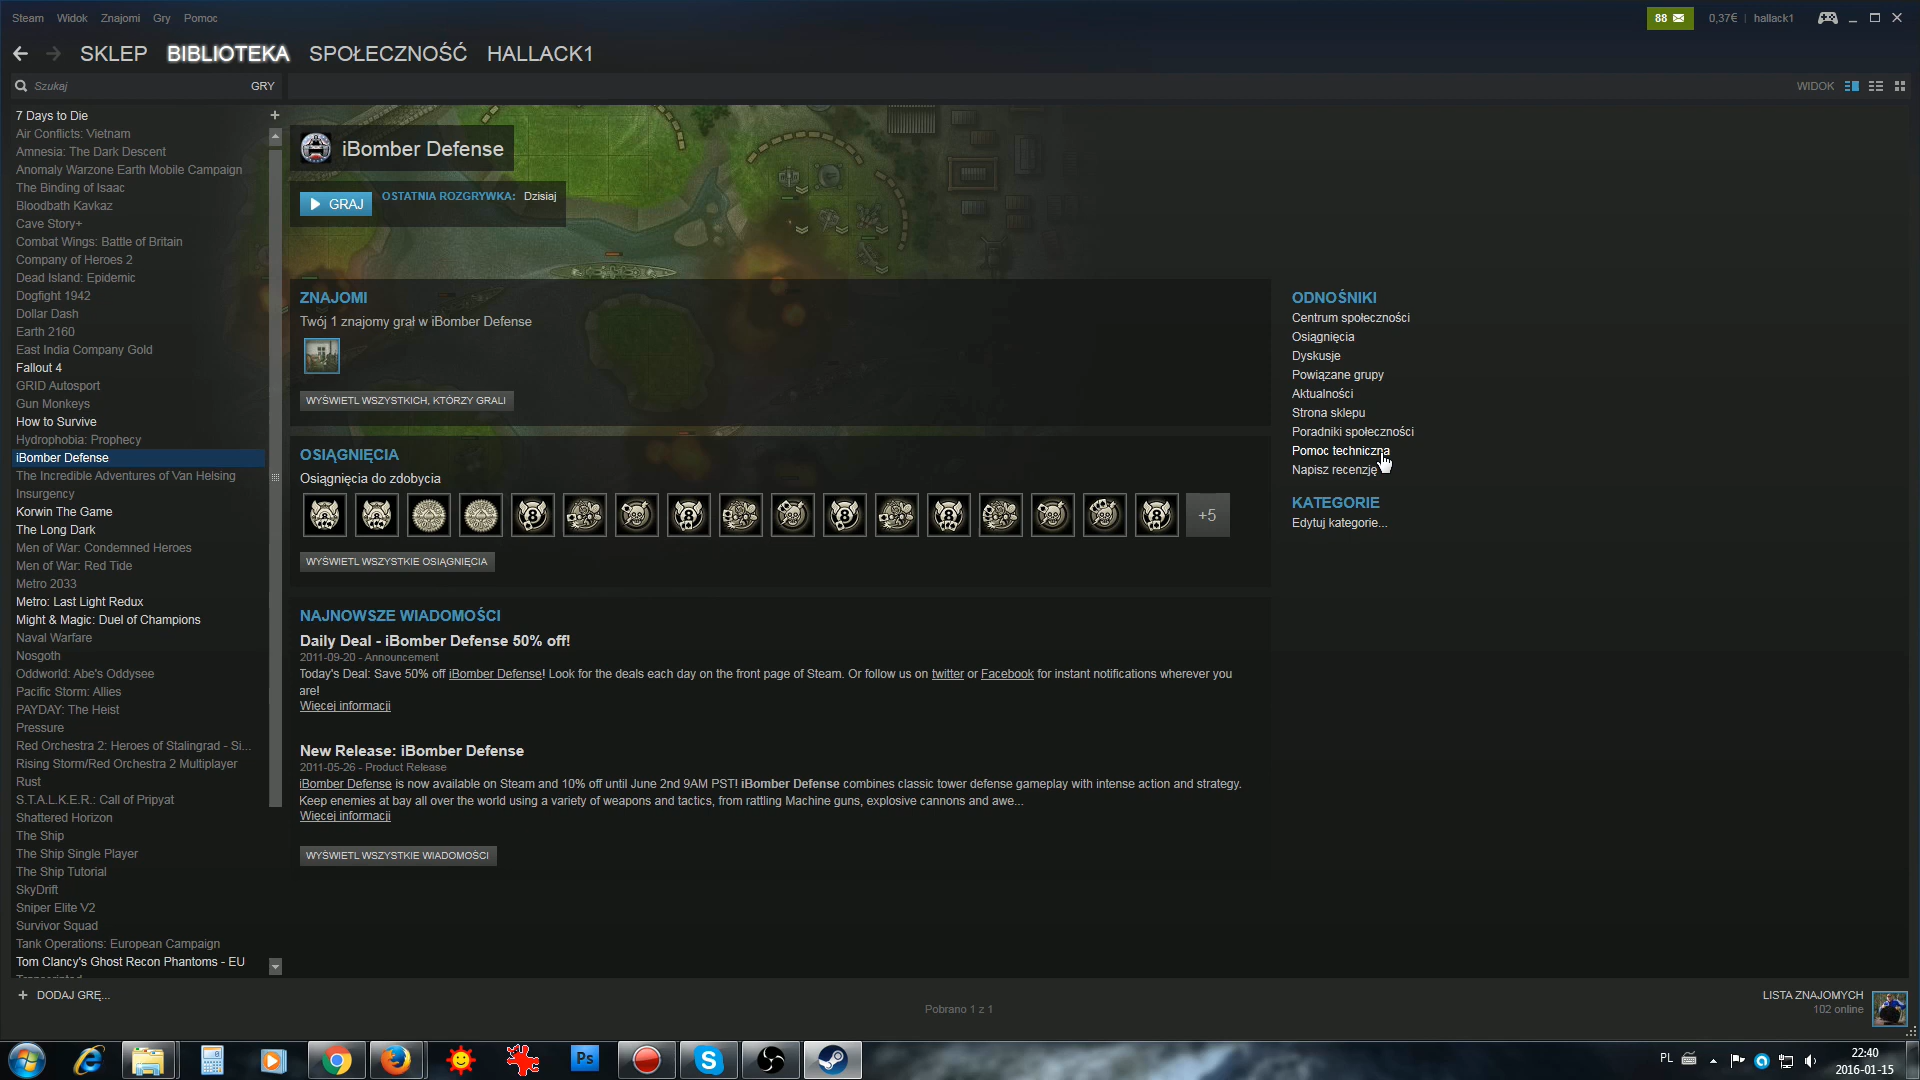 Steam Widok Znajomi Gry Pomoc
88 0,37€ hallack1
SKLEP BIBLIOTEKA SPOŁECZNOŚĆ HALLACK1
Szukaj GRY
WIDOK
7 Days to Die
Air Conflicts: Vietnam
Amnesia: The Dark Descent
Anomaly Warzone Earth Mobile Campaign
The Binding of Isaac
Bloodbath Kavkaz
Cave Story+
Combat Wings: Battle of Britain
Company of Heroes 2
Dead Island: Epidemic
Dogfight 1942
Dollar Dash
Earth 2160
East India Company Gold
Fallout 4
GRID Autosport
Gun Monkeys
How to Survive
Hydrophobia: Prophecy
iBomber Defense
The Incredible Adventures of Van Helsing
Insurgency
Korwin The Game
The Long Dark
Men of War: Condemned Heroes
Men of War: Red Tide
Metro 2033
Metro: Last Light Redux
Might & Magic: Duel of Champions
Naval Warfare
Nosgoth
Oddworld: Abe's Oddysee
Pacific Storm: Allies
PAYDAY: The Heist
Pressure
Red Orchestra 2: Heroes of Stalingrad - Si...
Rising Storm/Red Orchestra 2 Multiplayer
Rust
S.T.A.L.K.E.R.: Call of Pripyat
Shattered Horizon
The Ship
The Ship Single Player
The Ship Tutorial
SkyDrift
Sniper Elite V2
Survivor Squad
Tank Operations: European Campaign
Tom Clancy's Ghost Recon Phantoms - EU
DODAJ GRĘ...
iBomber Defense
GRAJ
OSTATNIA ROZGRYWKA: Dzisiaj
ZNAJOMI
Twój 1 znajomy grał w iBomber Defense
WYŚWIETL WSZYSTKICH, KTÓRZY GRALI
OSIĄGNIĘCIA
Osiągnięcia do zdobycia
+5
WYŚWIETL WSZYSTKIE OSIĄGNIĘCIA
NAJNOWSZE WIADOMOŚCI
Daily Deal - iBomber Defense 50% off!
2011-09-20 - Announcement
Today's Deal: Save 50% off iBomber Defense! Look for the deals each day on the front page of Steam. Or follow us on twitter or Facebook for instant notifications wherever you
are!
Więcej informacji
New Release: iBomber Defense
2011-05-26 - Product Release
iBomber Defense is now available on Steam and 10% off until June 2nd 9AM PST! iBomber Defense combines classic tower defense gameplay with intense action and strategy.
Keep enemies at bay all over the world using a variety of weapons and tactics, from rattling Machine guns, explosive cannons and awe...
Więcej informacji
WYŚWIETL WSZYSTKIE WIADOMOŚCI
ODNOŚNIKI
Centrum społeczności
Osiągnięcia
Dyskusje
Powiązane grupy
Aktualności
Strona sklepu
Poradniki społeczności
Pomoc techniczna
Napisz recenzję
KATEGORIE
Edytuj kategorie...
Pobrano 1 z 1
LISTA ZNAJOMYCH
102 online
Ps
PL
22:40
2016-01-15